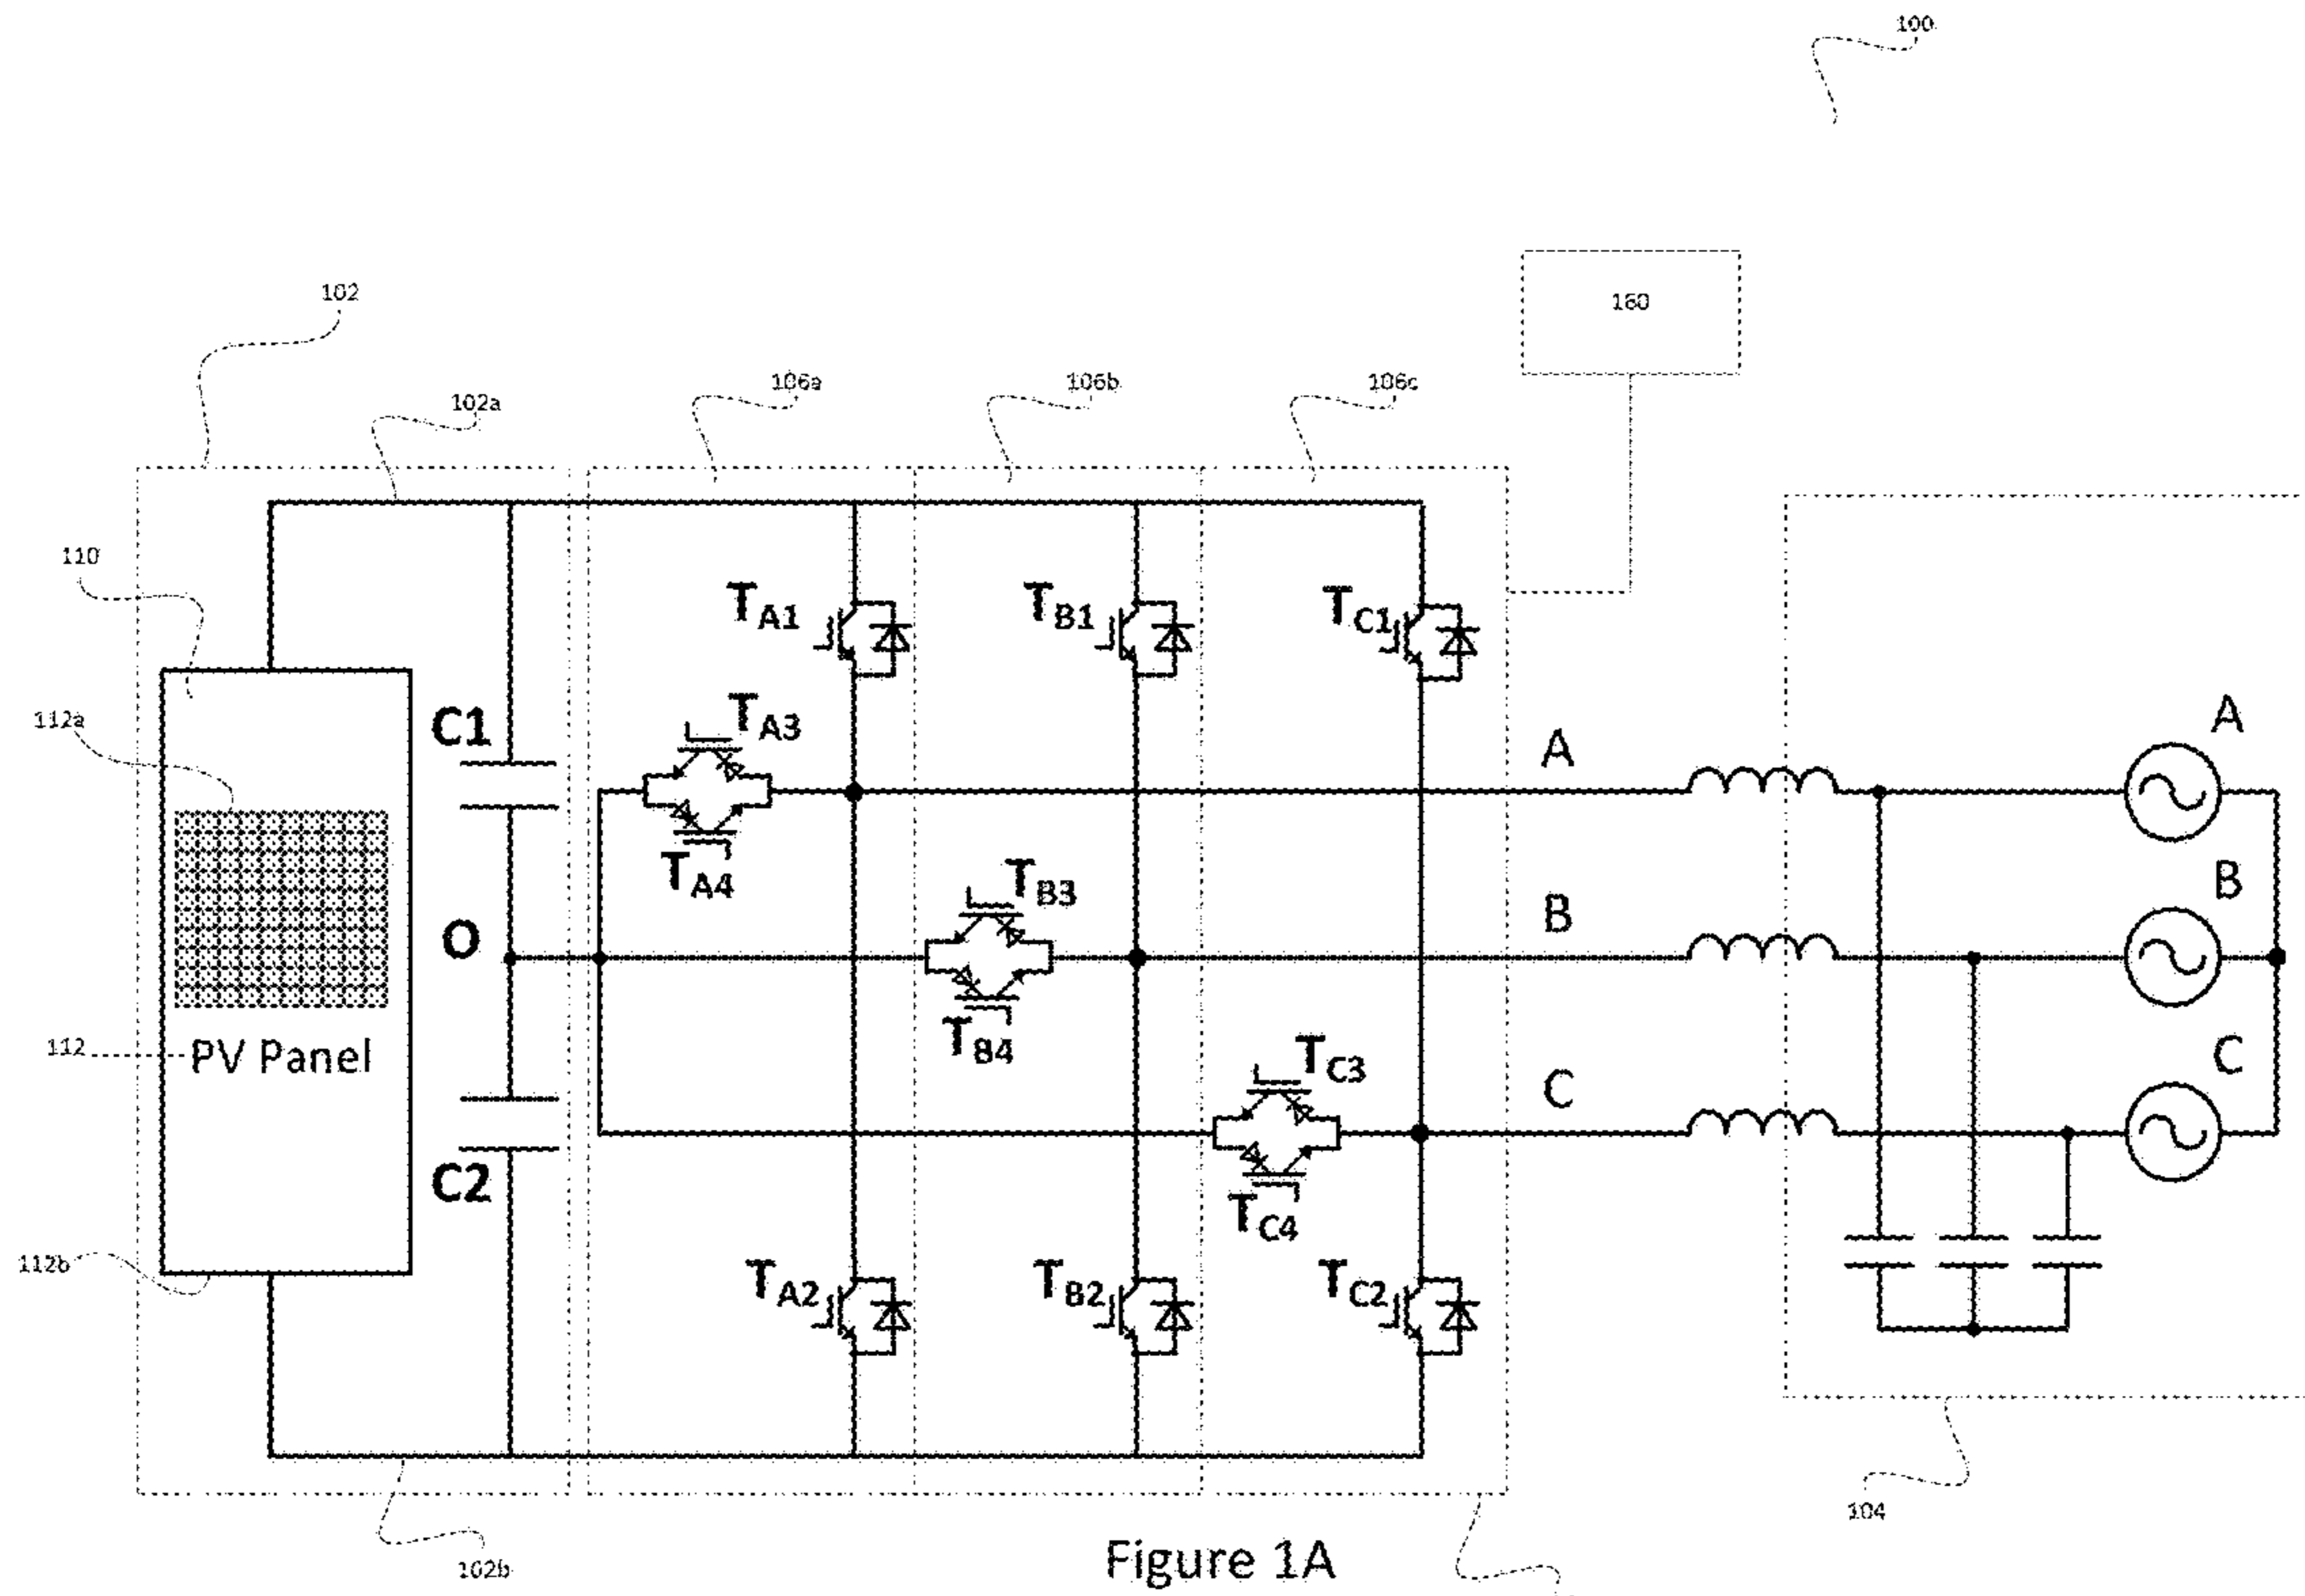 100
160
102
102a
106a
106b
106c
110
TA1
TB1
TC1
112a
C1
TA3
A
A
TA4
TB3
B
B
O
112
PV Panel
TB4
TC3
C
C
C2
TC4
112b
TA2
TB2
TC2
104
102b
Figure 1A